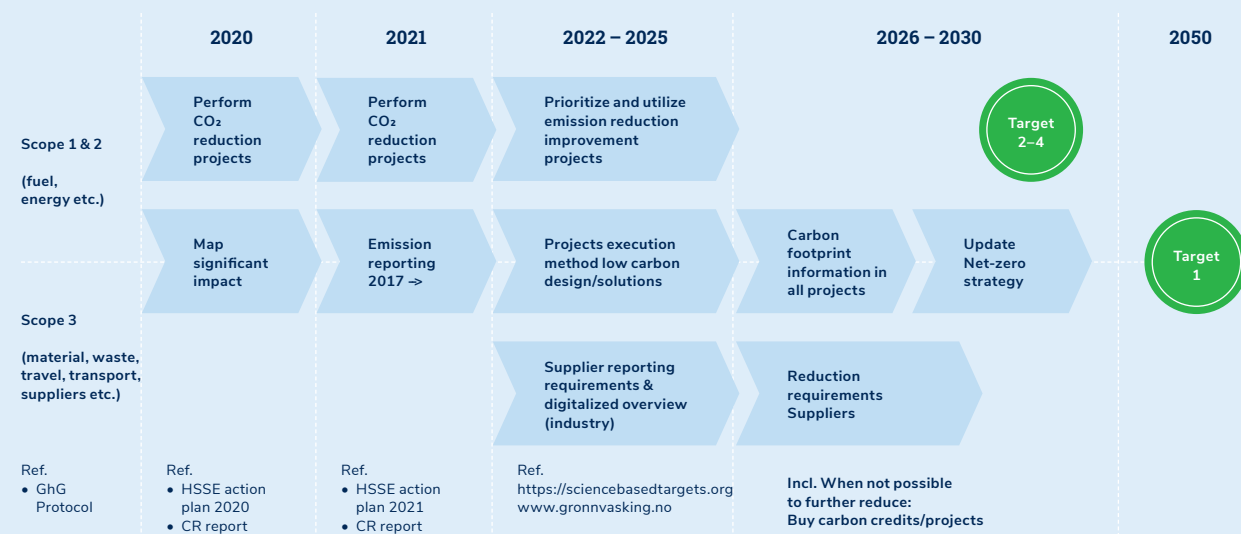 2020
2021
2022 – 2025
2026 – 2030
2050
Scope 1 & 2
(fuel,
energy etc.)
Perform
CO₂
reduction
projects
Perform
CO₂
reduction
projects
Prioritize and utilize
emission reduction
improvement
projects
Target
2–4
Map
significant
impact
Emission
reporting
2017 –>
Projects execution
method low carbon
design/solutions
Carbon
footprint
information in
all projects
Update
Net-zero
strategy
Target
1
Scope 3
(material, waste,
travel, transport,
suppliers etc.)
Supplier reporting
requirements &
digitalized overview
(industry)
Reduction
requirements
Suppliers
Ref.
• GhG
Protocol
Ref.
• HSSE action
plan 2020
• CR report
Ref.
• HSSE action
plan 2021
• CR report
Ref.
https://sciencebasedtargets.org
www.gronnvasking.no
Incl. When not possible
to further reduce:
Buy carbon credits/projects